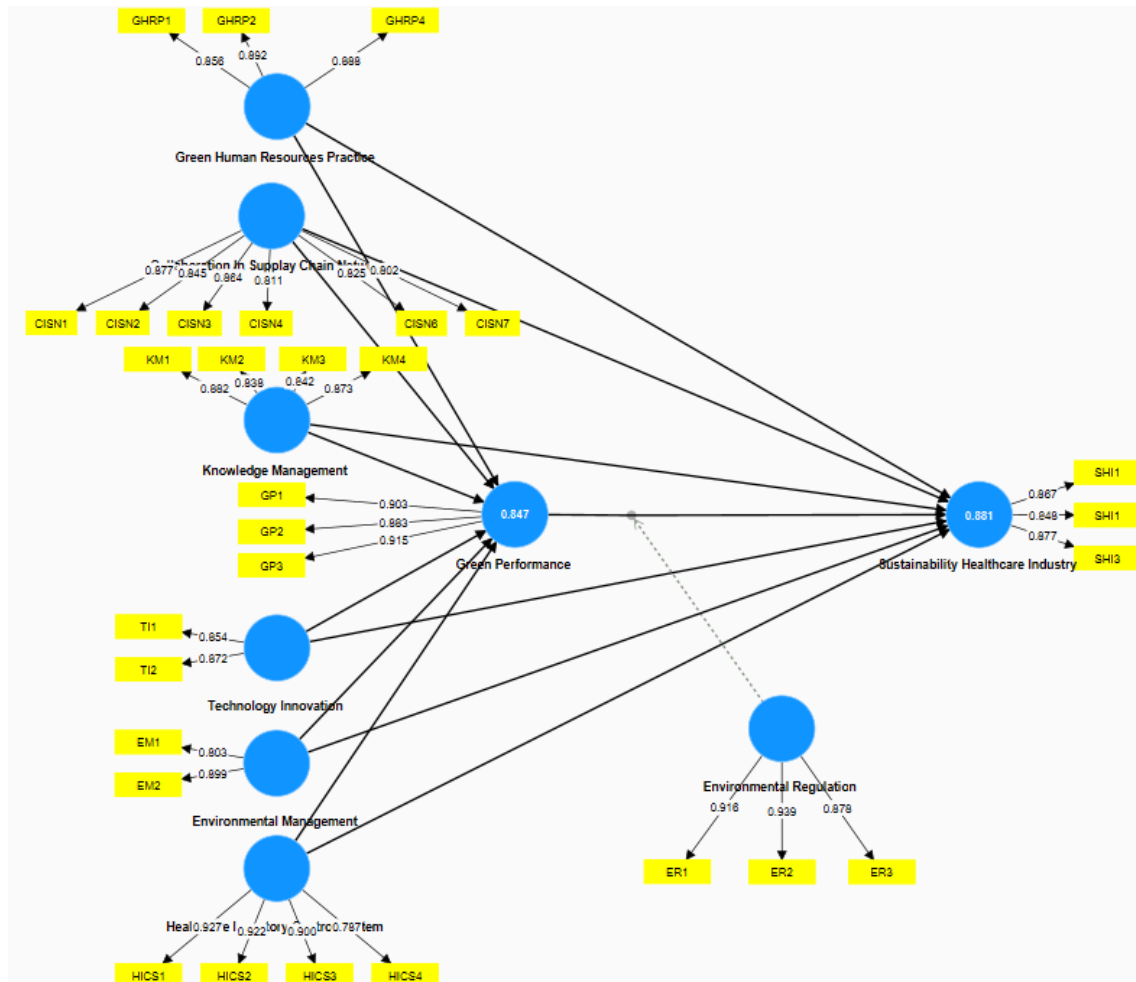 GHRP1
GHRP2
GHRP4
0.856
0.892
0.888
Green Human Resources Practice
Supplay Chain
0.877
0.845
0.864
0.811
0.825
0.802
CISN1
CISN2
CISN3
CISN4
CISN6
CISN7
KM1
KM2
KM3
KM4
0.882
0.838
0.842
0.873
Knowledge Management
GP1
GP2
GP3
0.903
0.883
0.915
0.847
Green Performance
0.881
Sustainability Healthcare Industry
SHI1
SHI1
SHI3
0.867
0.848
0.877
TI1
TI2
0.854
0.872
Technology Innovation
EM1
EM2
0.803
0.899
Environmental Management
Environmental Regulation
0.916
0.939
0.878
ER1
ER2
ER3
0.927
0.922
0.900
0.787
HICS1
HICS2
HICS3
HICS4